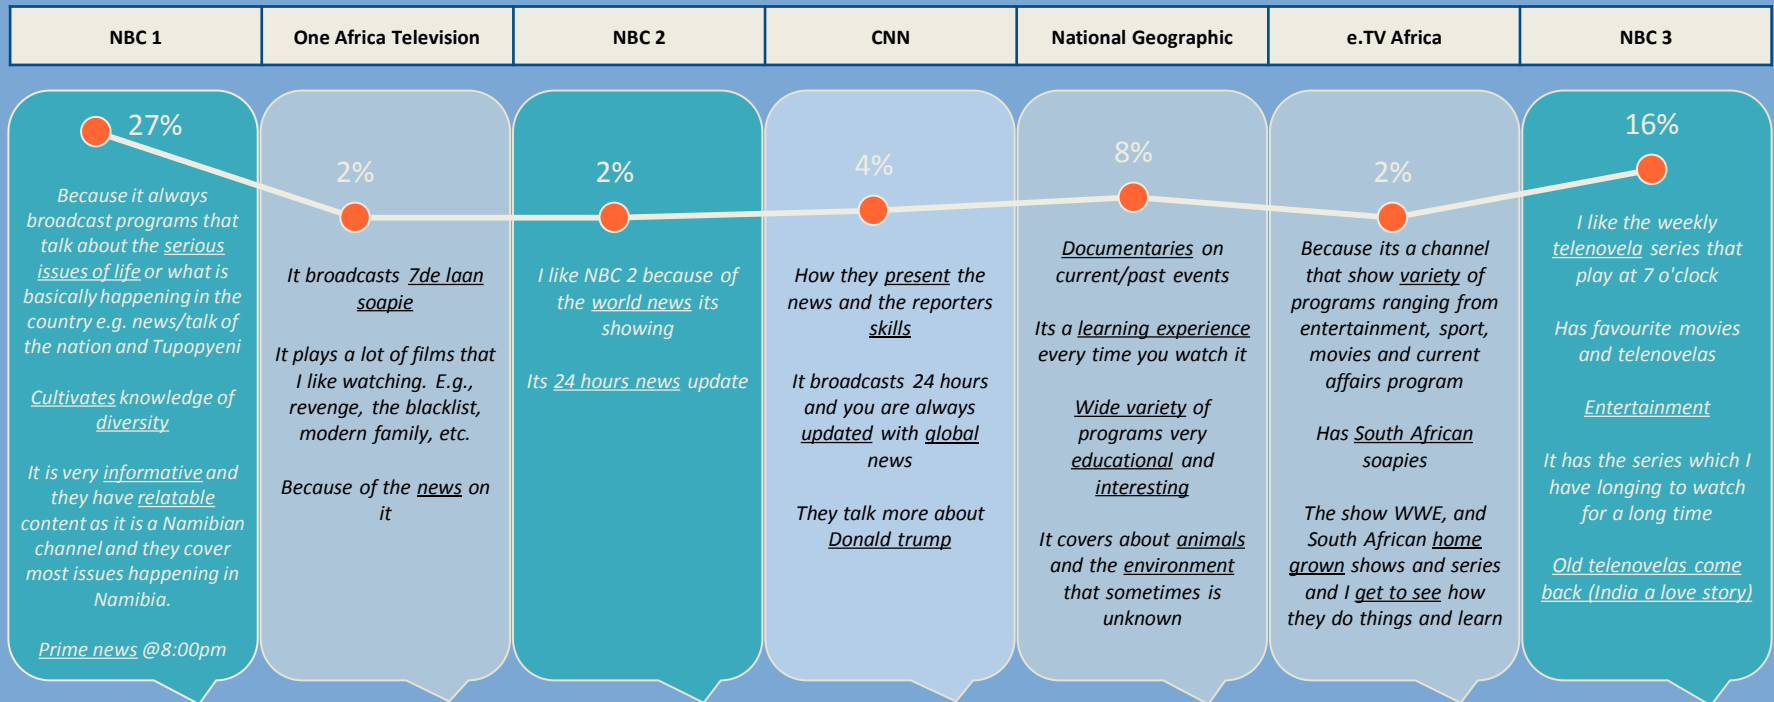 NBC 1
One Africa Television
NBC 2
CNN
National Geographic
e.TV Africa
NBC 3
27%
Because it always
broadcast programs that
talk about the serious
issues of life or what is
basically happening in the
country e.g. news/talk of
the nation and Tupopyeni
Cultivates knowledge of
diversity
It is very informative and
they have relatable
content as it is a Namibian
channel and they cover
most issues happening in
Namibia.
Prime news @8:00pm
2%
It broadcasts 7de laan
soapie
It plays a lot of films that
I like watching. E.g.,
revenge, the blacklist,
modern family, etc.
Because of the news on
it
2%
I like NBC 2 because of
the world news its
showing
Its 24 hours news update
4%
How they present the
news and the reporters
skills
It broadcasts 24 hours
and you are always
updated with global
news
They talk more about
Donald trump
8%
Documentaries on
current/past events
Its a learning experience
every time you watch it
Wide variety of
programs very
educational and
interesting
It covers about animals
and the environment
that sometimes is
unknown
2%
Because its a channel
that show variety of
programs ranging from
entertainment, sport,
movies and current
affairs program
Has South African
soapies
The show WWE, and
South African home
grown shows and series
and I get to see how
they do things and learn
16%
I like the weekly
telenovela series that
play at 7 o'clock
Has favourite movies
and telenovelas
Entertainment
It has the series which I
have longing to watch
for a long time
Old telenovelas come
back (India a love story)